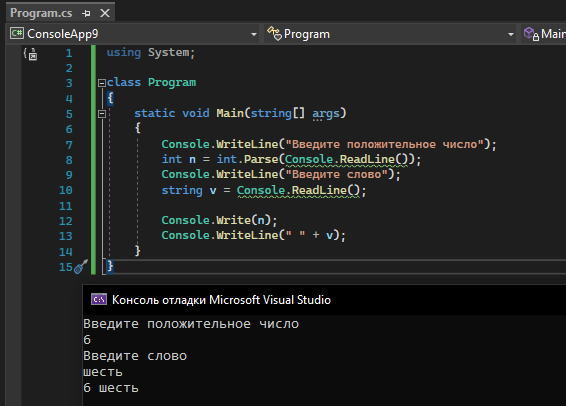 Program.cs
ConsoleApp9
Program
Main
1 using System;
2
3 class Program
4 {
5 static void Main(string[] args)
6 {
7 Console.WriteLine("Введите положительное число");
8 int n = int.Parse(Console.ReadLine());
9 Console.WriteLine("Введите слово");
10 string v = Console.ReadLine();
11
12 Console.Write(n);
13 Console.WriteLine(" " + v);
14 }
15 }
Консоль отладки Microsoft Visual Studio
Введите положительное число
6
Введите слово
шесть
6 шесть